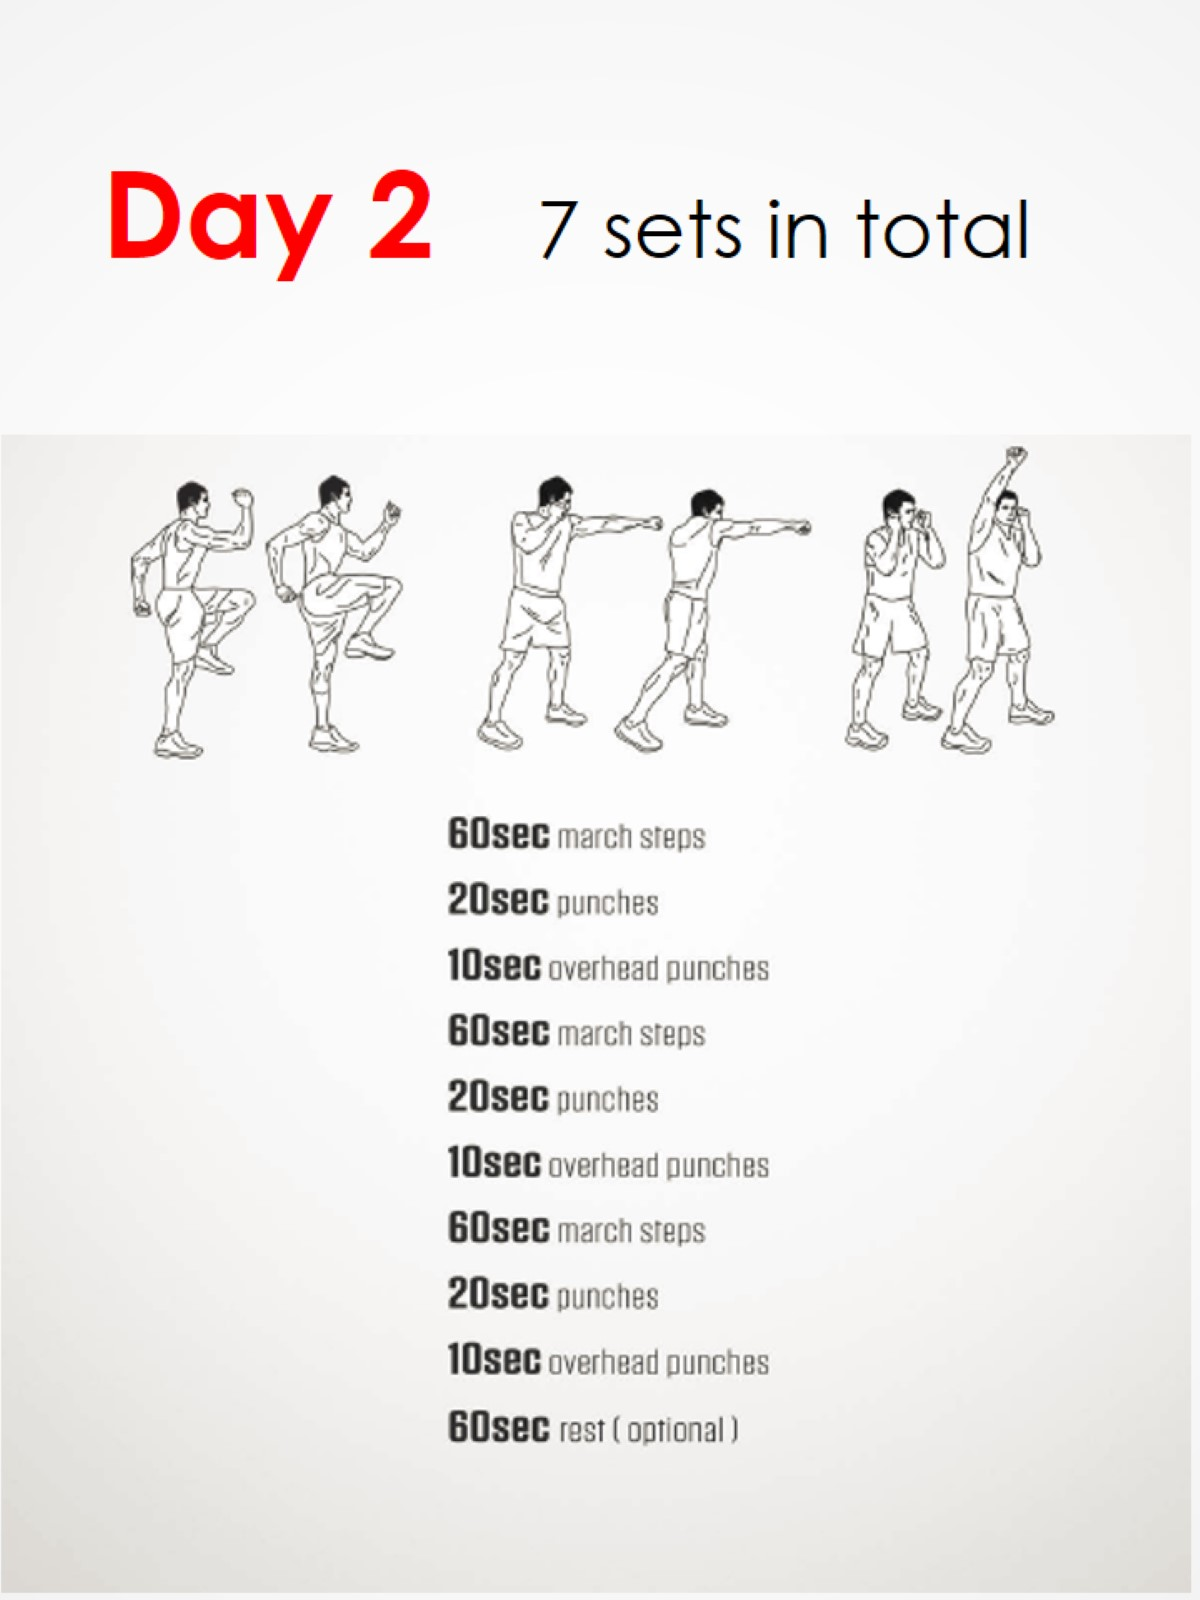 Day 2 7 sets in total
60sec march steps
20sec punches
10sec overhead punches
60sec march steps
20sec punches
10sec overhead punches
60sec march steps
20sec punches
10sec overhead punches
60sec rest ( optional )